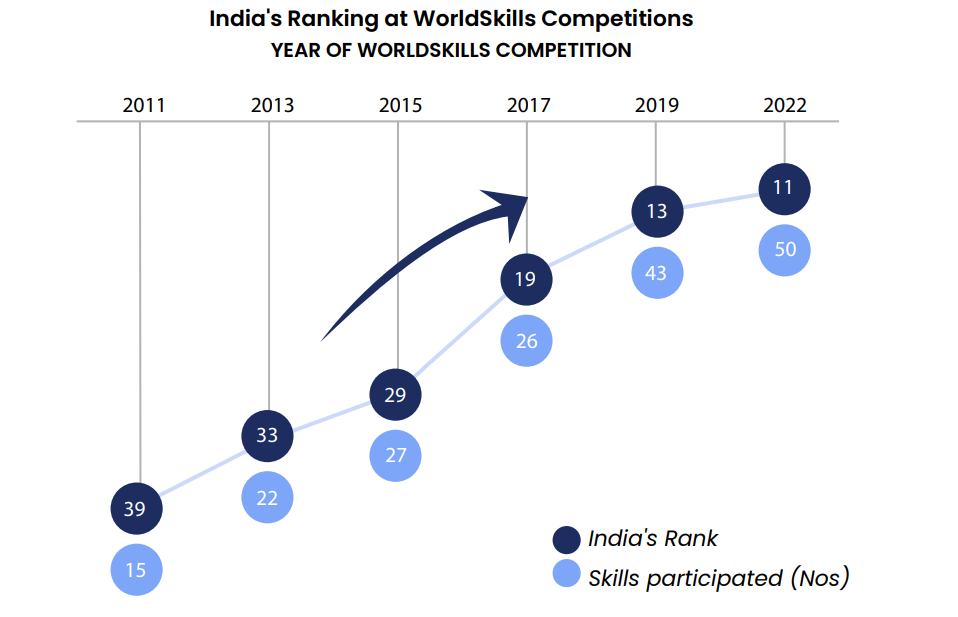 India's Ranking at WorldSkills Competitions
YEAR OF WORLDSKILLS COMPETITION
2011 2013 2015 2017 2019 2022
11
13
50
43
19
26
29
33
27
22
39
15
India's Rank
Skills participated (Nos)